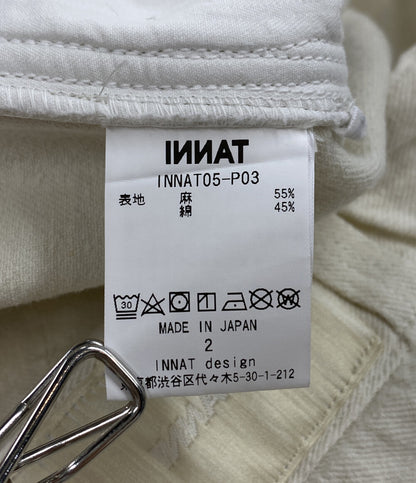 INNAT
INNAT05-P03
表地 麻 55%
綿 45%
30
MADE IN JAPAN
2
INNAT design
京都渋谷区代々木5-30-1-212